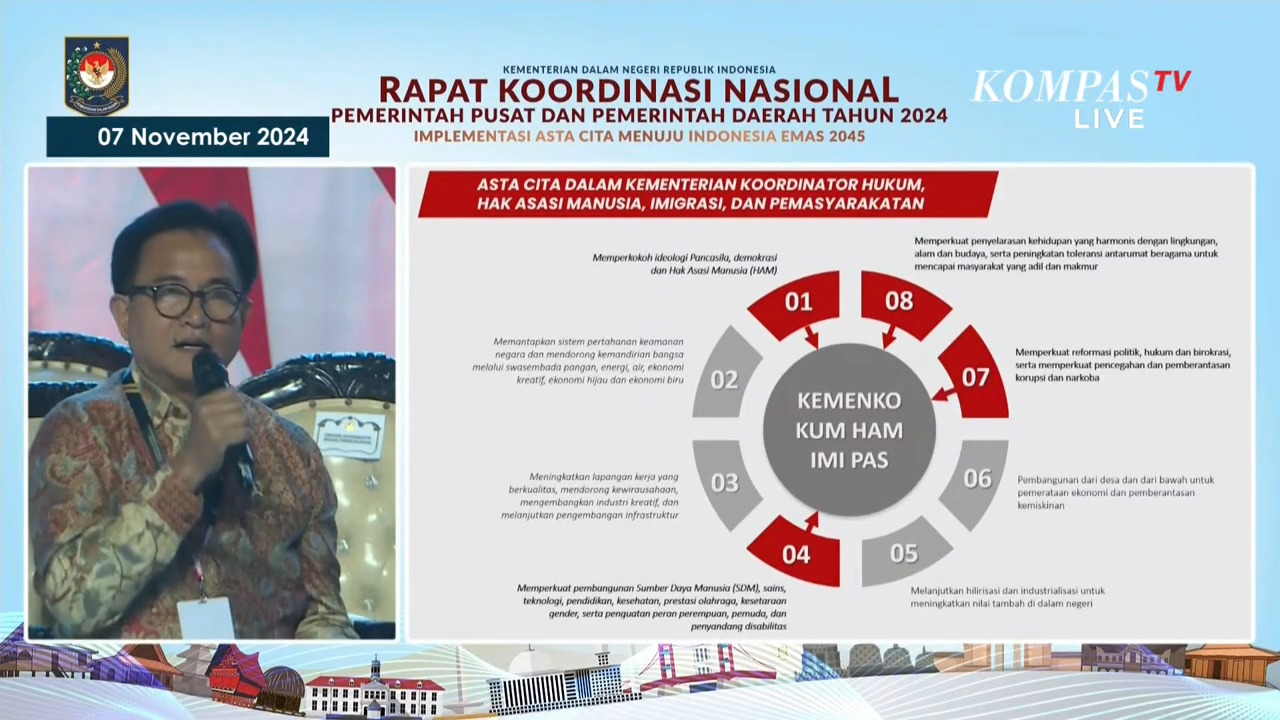 KEMENTERIAN DALAM NEGERI REPUBLIK INDONESIA
RAPAT KOORDINASI NASIONAL
PEMERINTAH PUSAT DAN PEMERINTAH DAERAH TAHUN 2024
IMPLEMENTASI ASTA CITA MENUJU INDONESIA EMAS 2045
07 November 2024
KOMPAS TV
LIVE
ASTA CITA DALAM KEMENTERIAN KOORDINATOR HUKUM,
HAK ASASI MANUSIA, IMIGRASI, DAN PEMASYARAKATAN
Memperkokoh ideologi Pancasila, demokrasi
dan Hak Asasi Manusia (HAM)
01
Memantapkan sistem pertahanan keamanan
negara dan mendorong kemandirian bangsa
melalui swasembada pangan, energi, air, ekonomi
kreatif, ekonomi hijau dan ekonomi biru
02
Meningkatkan lapangan kerja yang
berkualitas, mendorong kewirausahaan,
mengembangkan industri kreatif, dan
melanjutkan pengembangan infrastruktur
03
Memperkuat pembangunan Sumber Daya Manusia (SDM), sains,
teknologi, pendidikan, kesehatan, prestasi olahraga, kesetaraan
gender, serta penguatan peran perempuan, pemuda, dan
penyandang disabilitas
04
KEMENKO
KUM HAM
IMI PAS
Memperkuat penyelarasan kehidupan yang harmonis dengan lingkungan,
alam dan budaya, serta peningkatan toleransi antarumat beragama untuk
mencapai masyarakat yang adil dan makmur
08
Memperkuat reformasi politik, hukum dan birokrasi,
serta memperkuat pencegahan dan pemberantasan
korupsi dan narkoba
07
Pembangunan dari desa dan dari bawah untuk
pemerataan ekonomi dan pemberantasan
kemiskinan
06
Melanjutkan hilirisasi dan industrialisasi untuk
meningkatkan nilai tambah di dalam negeri
05